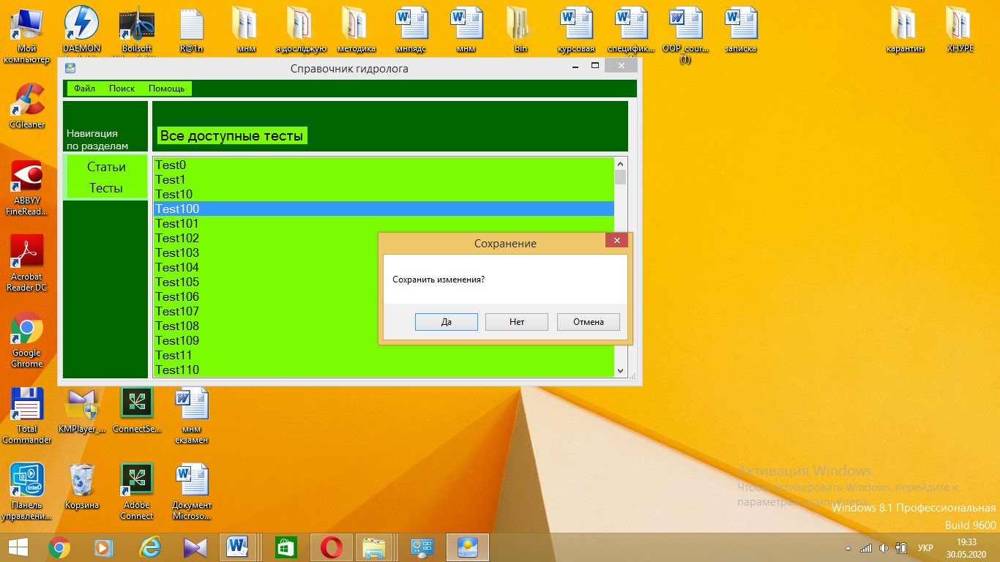 Мой
компьютер
DAEMON
Boilsoft
R@1n
мнм
я досліджую
методика
мнпядс
мнм
bin
курсовая
специфик...
OOP_cour...
(1)
записка
карантин
ХНУРЕ
Справочник гидролога
Файл Поиск Помощь
CCleaner
Навигация
по разделам
Все доступные тесты
Статьи
Тесты
Test0
Test1
Test10
Test100
Test101
Test102
Test103
Test104
Test105
Test106
Test107
Test108
Test109
Test11
Test110
Сохранение
Сохранить изменения?
Да Нет Отмена
ABBYY
FineRead...
Acrobat
Reader DC
Google
Chrome
Total
Commander
KMPlayer_...
ConnectSe...
мнм
екзамен
Панель
управлени...
Корзина
Adobe
Connect
Документ
Microso...
Активация Windows
Чтобы активировать Windows, перейдите к
параметрам компьютера.
Windows 8.1 Профессиональная
Build 9600
УКР
19:33
30.05.2020